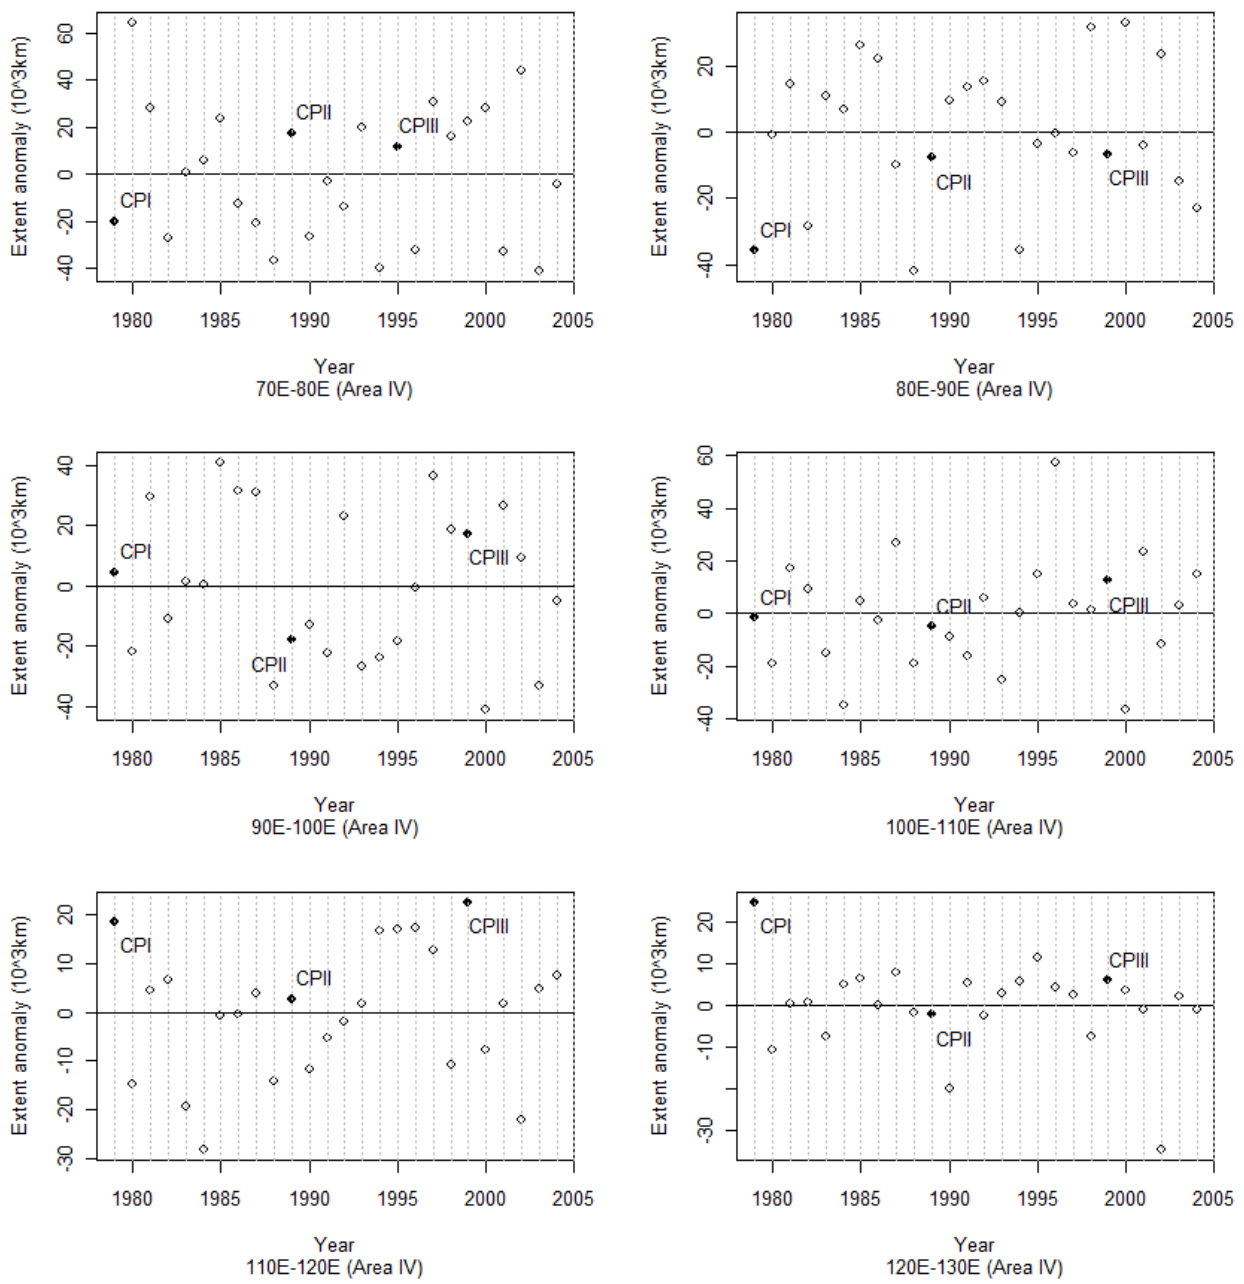 Extent anomaly (10^3km)
60
40
20
0
-20
-40
CPI
CPII
CPIII
1980 1985 1990 1995 2000 2005
Year
70E-80E (Area IV)
Extent anomaly (10^3km)
20
0
-20
-40
CPI
CPII
CPIII
1980 1985 1990 1995 2000 2005
Year
80E-90E (Area IV)
Extent anomaly (10^3km)
40
20
0
-20
-40
CPI
CPII
CPIII
1980 1985 1990 1995 2000 2005
Year
90E-100E (Area IV)
Extent anomaly (10^3km)
60
40
20
0
-20
-40
CPI
CPII
CPIII
1980 1985 1990 1995 2000 2005
Year
100E-110E (Area IV)
Extent anomaly (10^3km)
20
10
0
-10
-20
-30
CPI
CPII
CPIII
1980 1985 1990 1995 2000 2005
Year
110E-120E (Area IV)
Extent anomaly (10^3km)
20
10
0
-10
-30
CPI
CPII
CPIII
1980 1985 1990 1995 2000 2005
Year
120E-130E (Area IV)